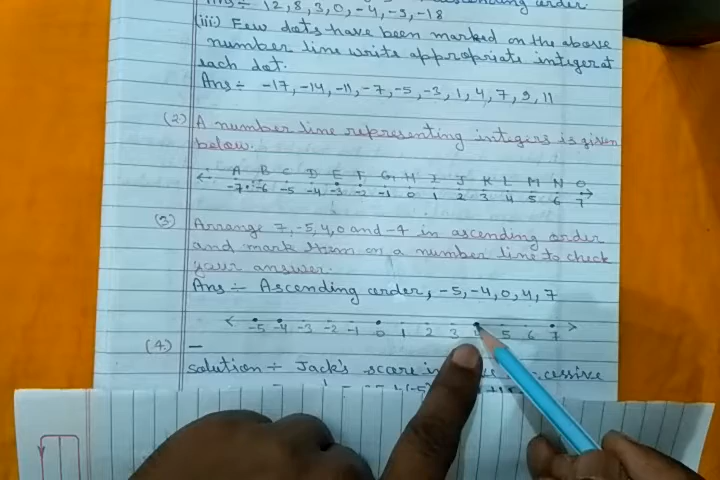 Ans ÷ 12, 8, 3, 0, -4, -9, -18
(iii) Few dots have been marked on the above
number line write appropriate integer at
each dot.
Ans ÷ -17, -14, -11, -7, -5, -3, 1, 4, 7, 9, 11
(2) A number line representing integers is given
below.
A B C D E F G H I J K L M N O
-7 -6 -5 -4 -3 -2 -1 0 1 2 3 4 5 6 7
(3) Arrange 7, -5, 4, 0 and -4 in ascending order
and mark them on a number line to check
your answer.
Ans ÷ Ascending order, -5, -4, 0, 4, 7
-5 -4 -3 -2 -1 0 1 2 3 4 5 6 7
(4.)
solution ÷ Jack's score in